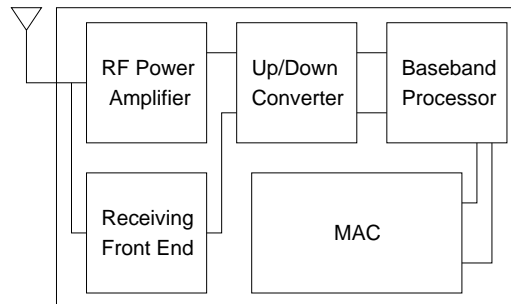 RF Power
Amplifier
Up/Down
Converter
Baseband
Processor
Receiving
Front End
MAC